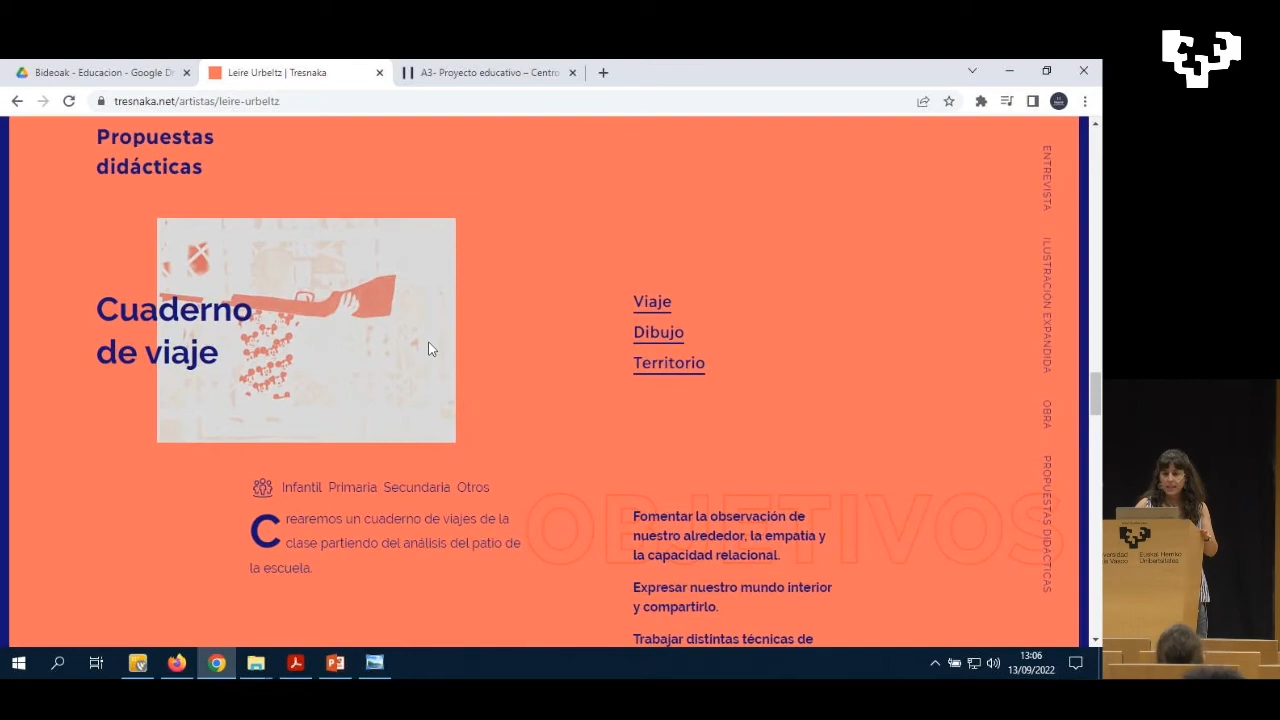 Bideoak - Educacion - Google Dr
Leire Urbeltz | Tresnaka
A3- Proyecto educativo – Centro
tresnaka.net/artistas/leire-urbeltz
Propuestas
didácticas
Cuaderno
de viaje
Viaje
Dibujo
Territorio
Infantil Primaria Secundaria Otros
Crearemos un cuaderno de viajes de la
clase partiendo del análisis del patio de
la escuela.
OBJETIVOS
Fomentar la observación de
nuestro alrededor, la empatía y
la capacidad relacional.
Expresar nuestro mundo interior
y compartirlo.
Trabajar distintas técnicas de
ENTREVISTA
ILUSTRACIÓN EXPANDIDA
OBRA
PROPUESTAS DIDÁCTICAS
13:06
13/09/2022
Euskal Herriko
Unibertsitatea